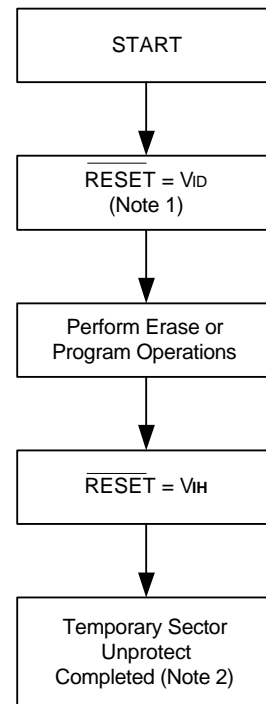 START
RESET = VID
(Note 1)
Perform Erase or
Program Operations
RESET = VIH
Temporary Sector
Unprotect
Completed (Note 2)